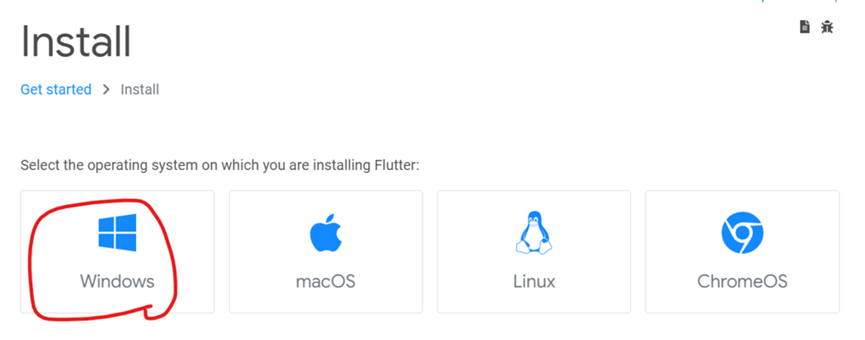 Install
Get started > Install
Select the operating system on which you are installing Flutter:
Windows macOS Linux ChromeOS